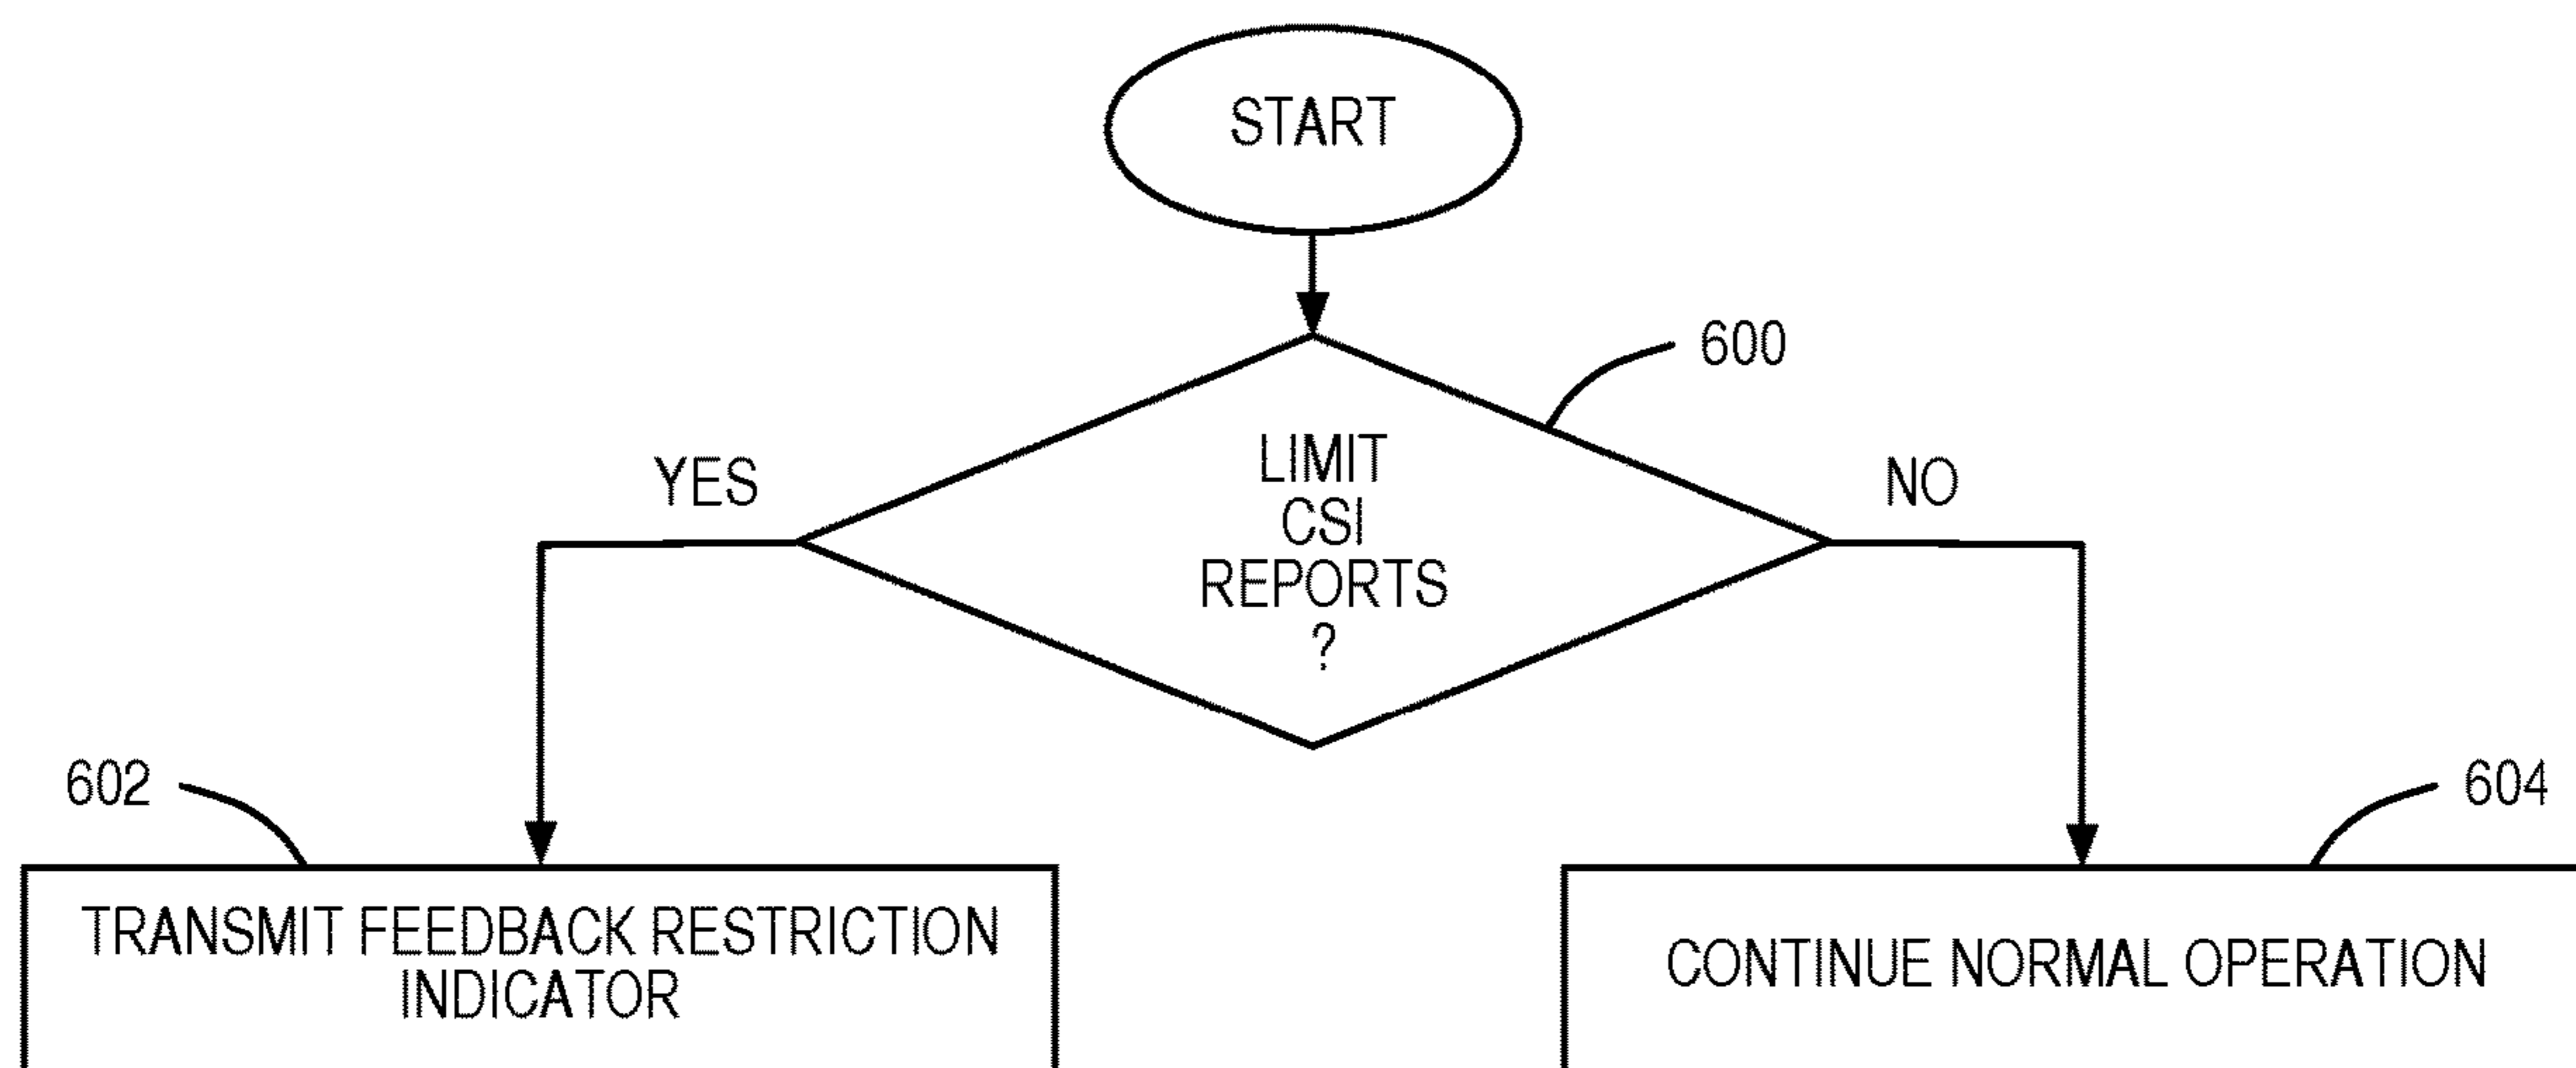 START
600
LIMIT
CSI
REPORTS
?
YES
NO
602
604
TRANSMIT FEEDBACK RESTRICTION
INDICATOR
CONTINUE NORMAL OPERATION